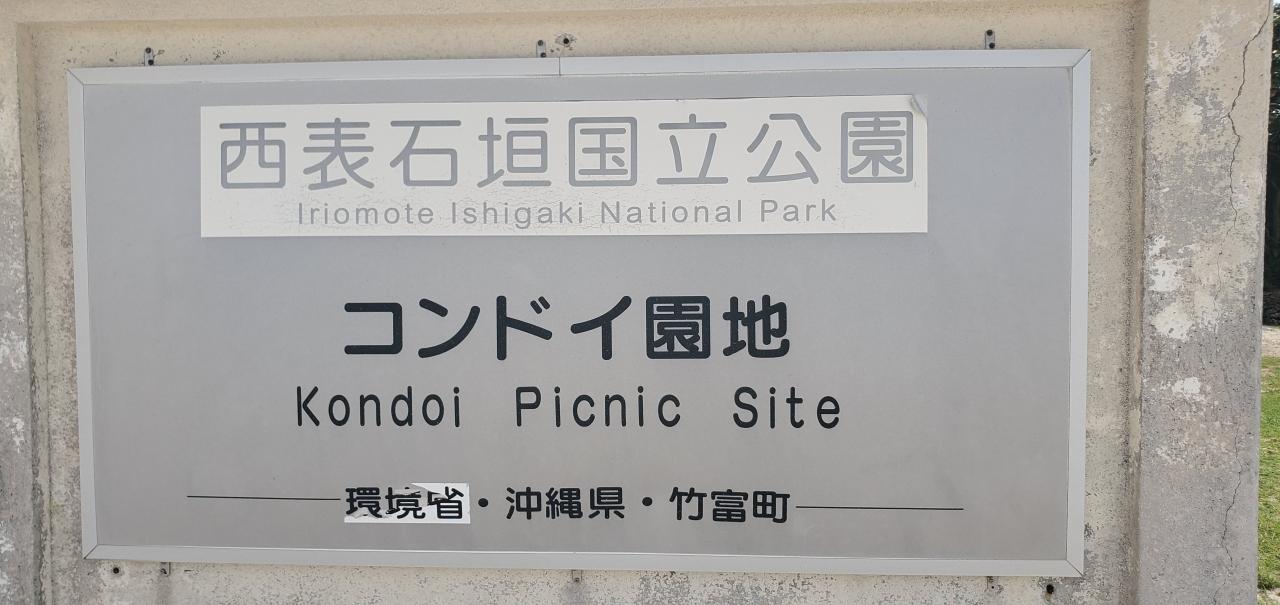 西表石垣国立公園
Iriomote Ishigaki National Park
コンドイ園地
Kondoi Picnic Site
環境省・沖縄県・竹富町